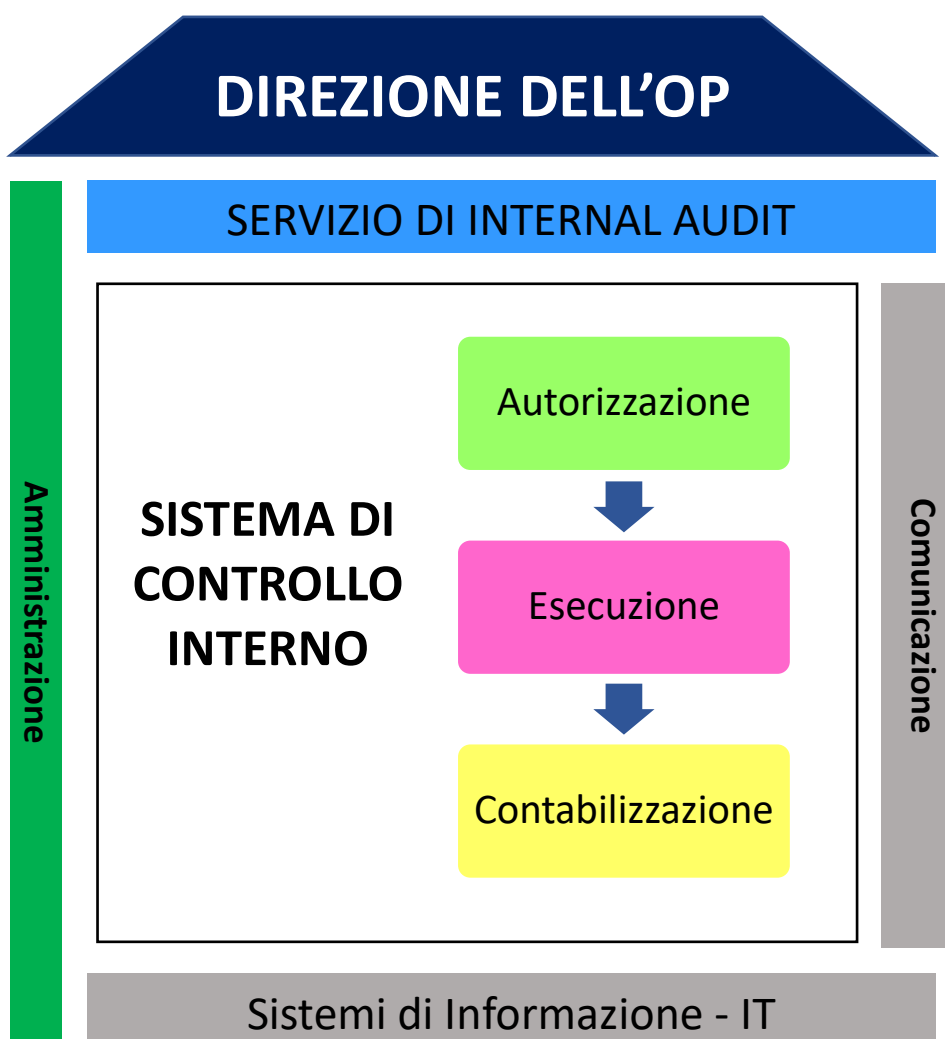 DIREZIONE DELL’OP
SERVIZIO DI INTERNAL AUDIT
Amministrazione
SISTEMA DI
CONTROLLO
INTERNO
Autorizzazione
Esecuzione
Contabilizzazione
Comunicazione
Sistemi di Informazione - IT